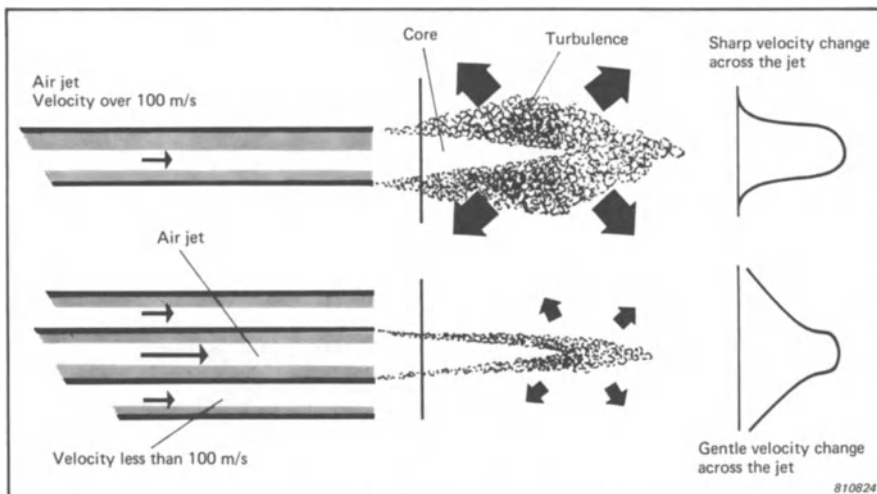 Air jet
Velocity over 100 m/s
Core
Turbulence
Sharp velocity change
across the jet
Air jet
Velocity less than 100 m/s
Gentle velocity change
across the jet
810824